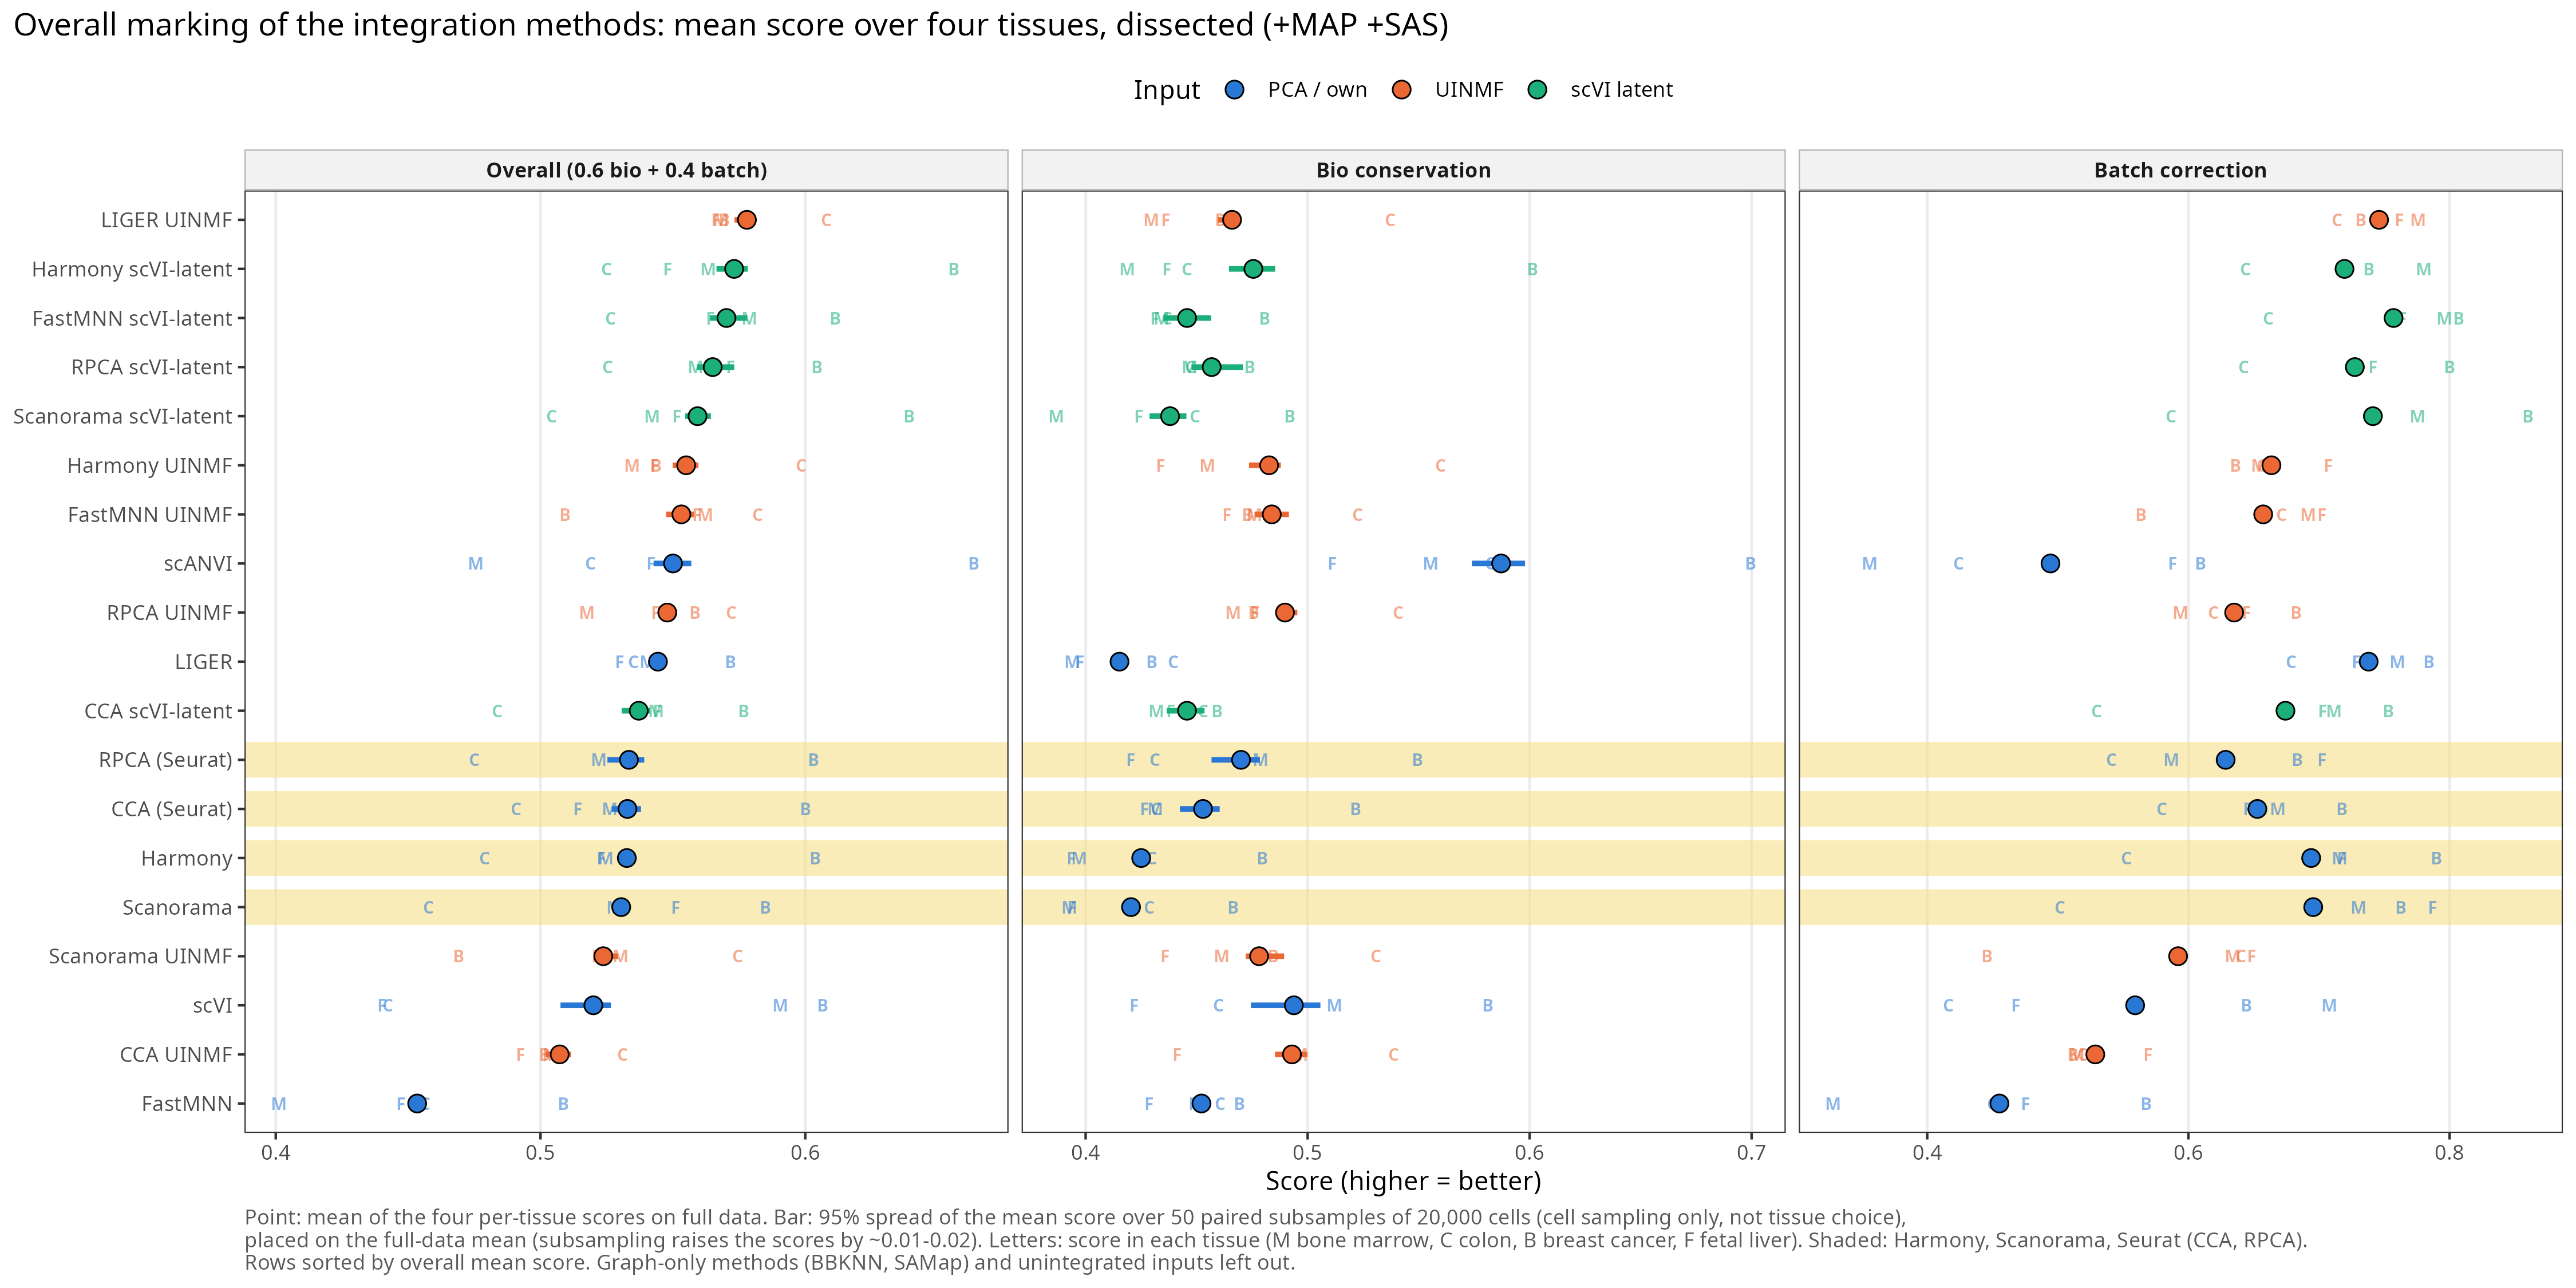 Overall marking of the integration methods: mean score over four tissues, dissected (+MAP +SAS)
Input PCA / own UINMF scVI latent
Overall (0.6 bio + 0.4 batch) Bio conservation Batch correction
LIGER UINMF
Harmony scVI-latent
FastMNN scVI-latent
RPCA scVI-latent
Scanorama scVI-latent
Harmony UINMF
FastMNN UINMF
scANVI
RPCA UINMF
LIGER
CCA scVI-latent
RPCA (Seurat)
CCA (Seurat)
Harmony
Scanorama
Scanorama UINMF
scVI
CCA UINMF
FastMNN
0.4 0.5 0.6 0.4 0.5 0.6 0.7 0.4 0.6 0.8
Score (higher = better)
Point: mean of the four per-tissue scores on full data. Bar: 95% spread of the mean score over 50 paired subsamples of 20,000 cells (cell sampling only, not tissue choice),
placed on the full-data mean (subsampling raises the scores by ~0.01-0.02). Letters: score in each tissue (M bone marrow, C colon, B breast cancer, F fetal liver). Shaded: Harmony, Scanorama, Seurat (CCA, RPCA).
Rows sorted by overall mean score. Graph-only methods (BBKNN, SAMap) and unintegrated inputs left out.